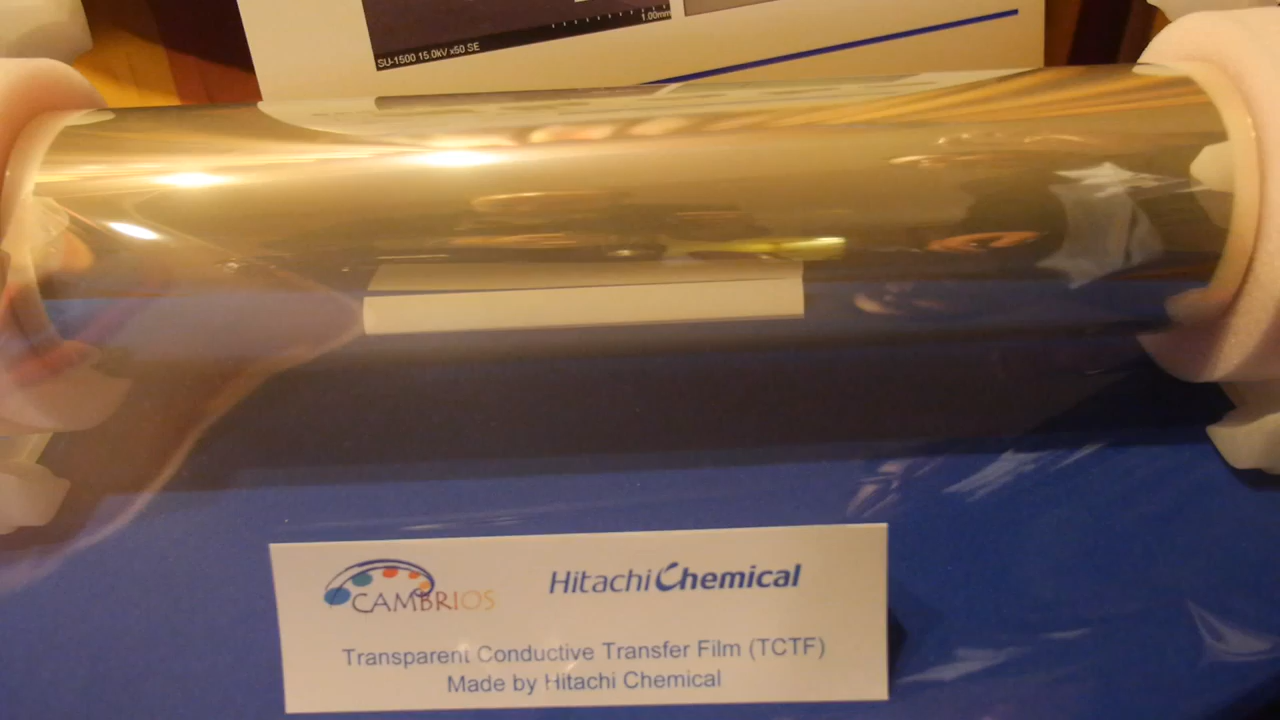 1.00mm
SU-1500 15.0kV x50 SE
CAMBRIOS
Hitachi Chemical
Transparent Conductive Transfer Film (TCTF)
Made by Hitachi Chemical